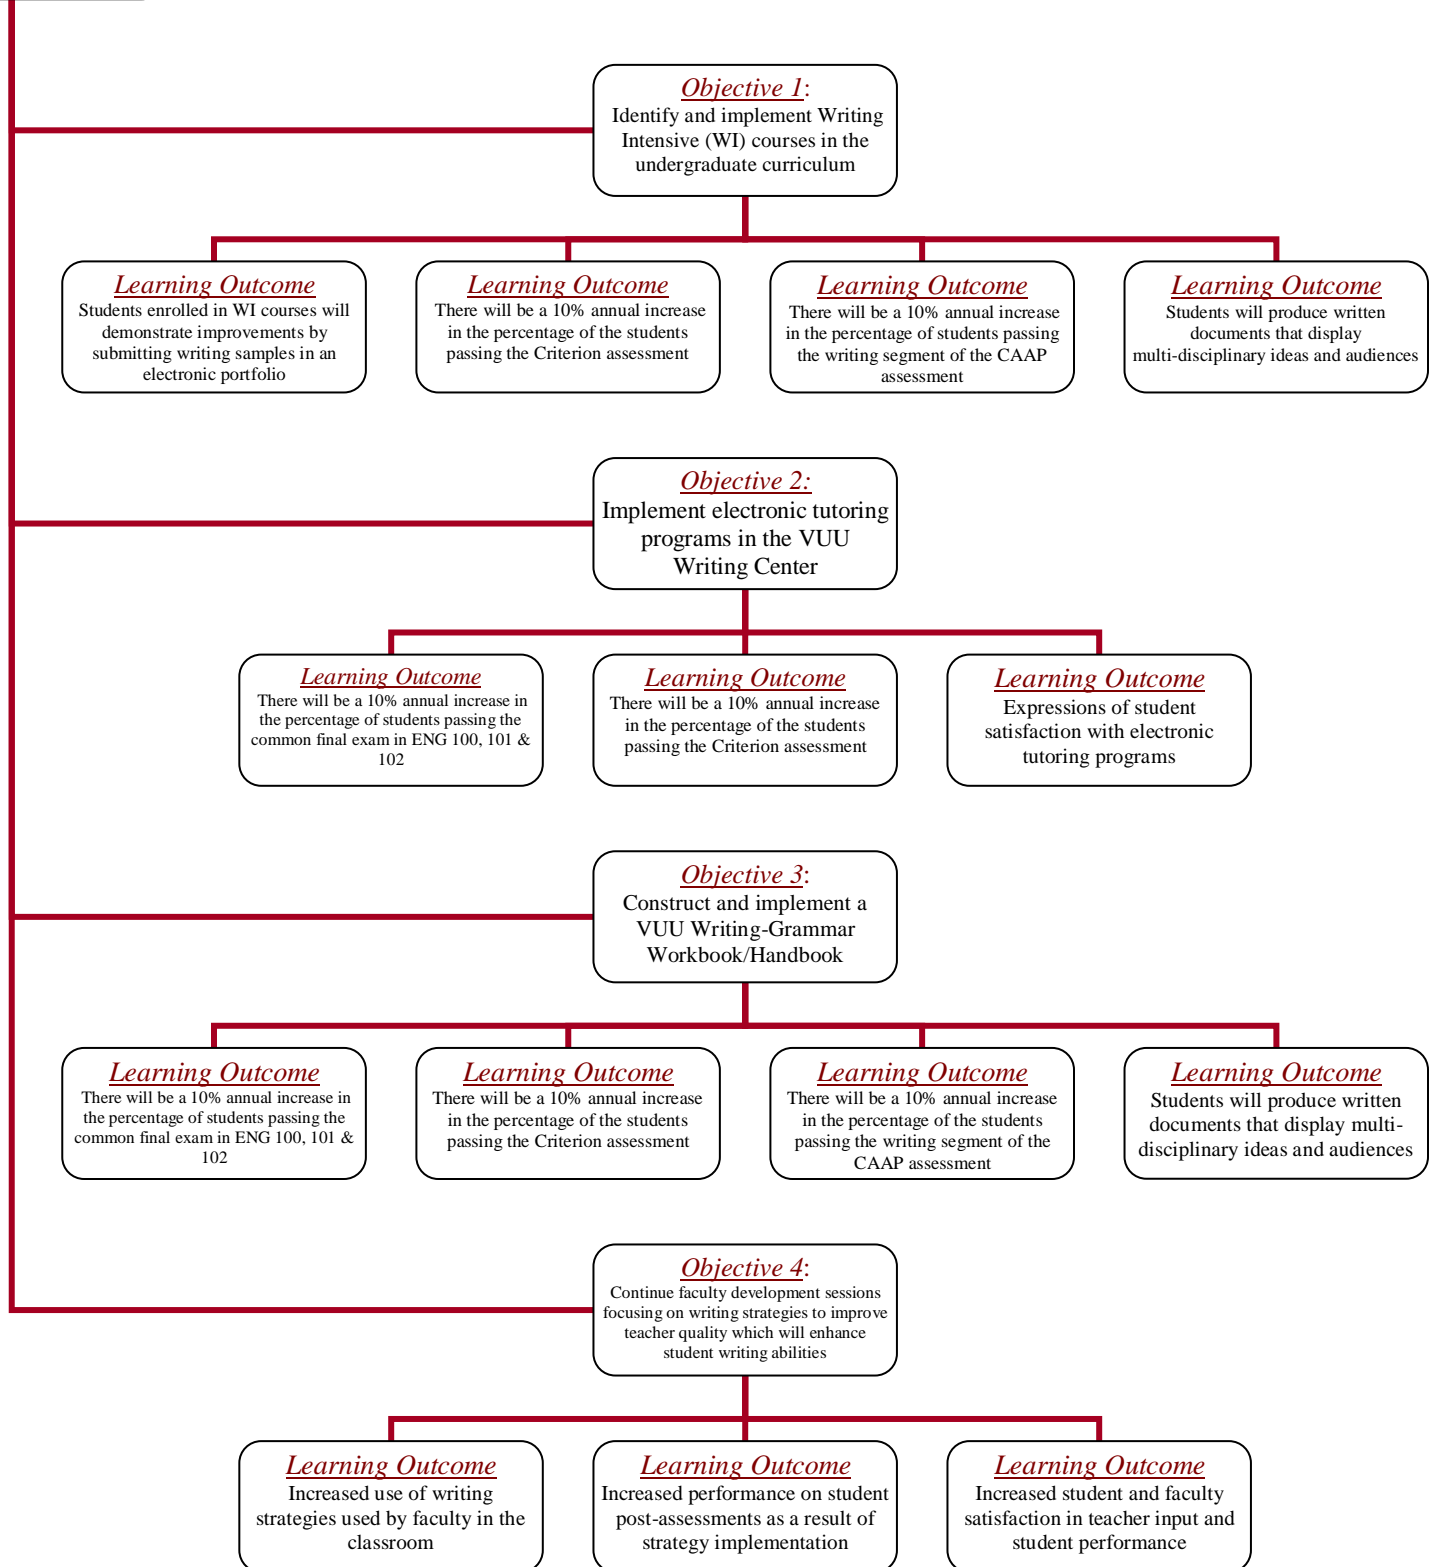 Objective 1:
Identify and implement Writing
Intensive (WI) courses in the
undergraduate curriculum
Learning Outcome
Students enrolled in WI courses will
demonstrate improvements by
submitting writing samples in an
electronic portfolio
Learning Outcome
There will be a 10% annual increase
in the percentage of the students
passing the Criterion assessment
Learning Outcome
There will be a 10% annual increase
in the percentage of students passing
the writing segment of the CAAP
assessment
Learning Outcome
Students will produce written
documents that display
multi-disciplinary ideas and audiences
Objective 2:
Implement electronic tutoring
programs in the VUU
Writing Center
Learning Outcome
There will be a 10% annual increase in
the percentage of students passing the
common final exam in ENG 100, 101 &
102
Learning Outcome
There will be a 10% annual increase
in the percentage of the students
passing the Criterion assessment
Learning Outcome
Expressions of student
satisfaction with electronic
tutoring programs
Objective 3:
Construct and implement a
VUU Writing-Grammar
Workbook/Handbook
Learning Outcome
There will be a 10% annual increase in
the percentage of students passing the
common final exam in ENG 100, 101 &
102
Learning Outcome
There will be a 10% annual increase
in the percentage of the students
passing the Criterion assessment
Learning Outcome
There will be a 10% annual increase
in the percentage of the students
passing the writing segment of the
CAAP assessment
Learning Outcome
Students will produce written
documents that display multi-
disciplinary ideas and audiences
Objective 4:
Continue faculty development sessions
focusing on writing strategies to improve
teacher quality which will enhance
student writing abilities
Learning Outcome
Increased use of writing
strategies used by faculty in the
classroom
Learning Outcome
Increased performance on student
post-assessments as a result of
strategy implementation
Learning Outcome
Increased student and faculty
satisfaction in teacher input and
student performance